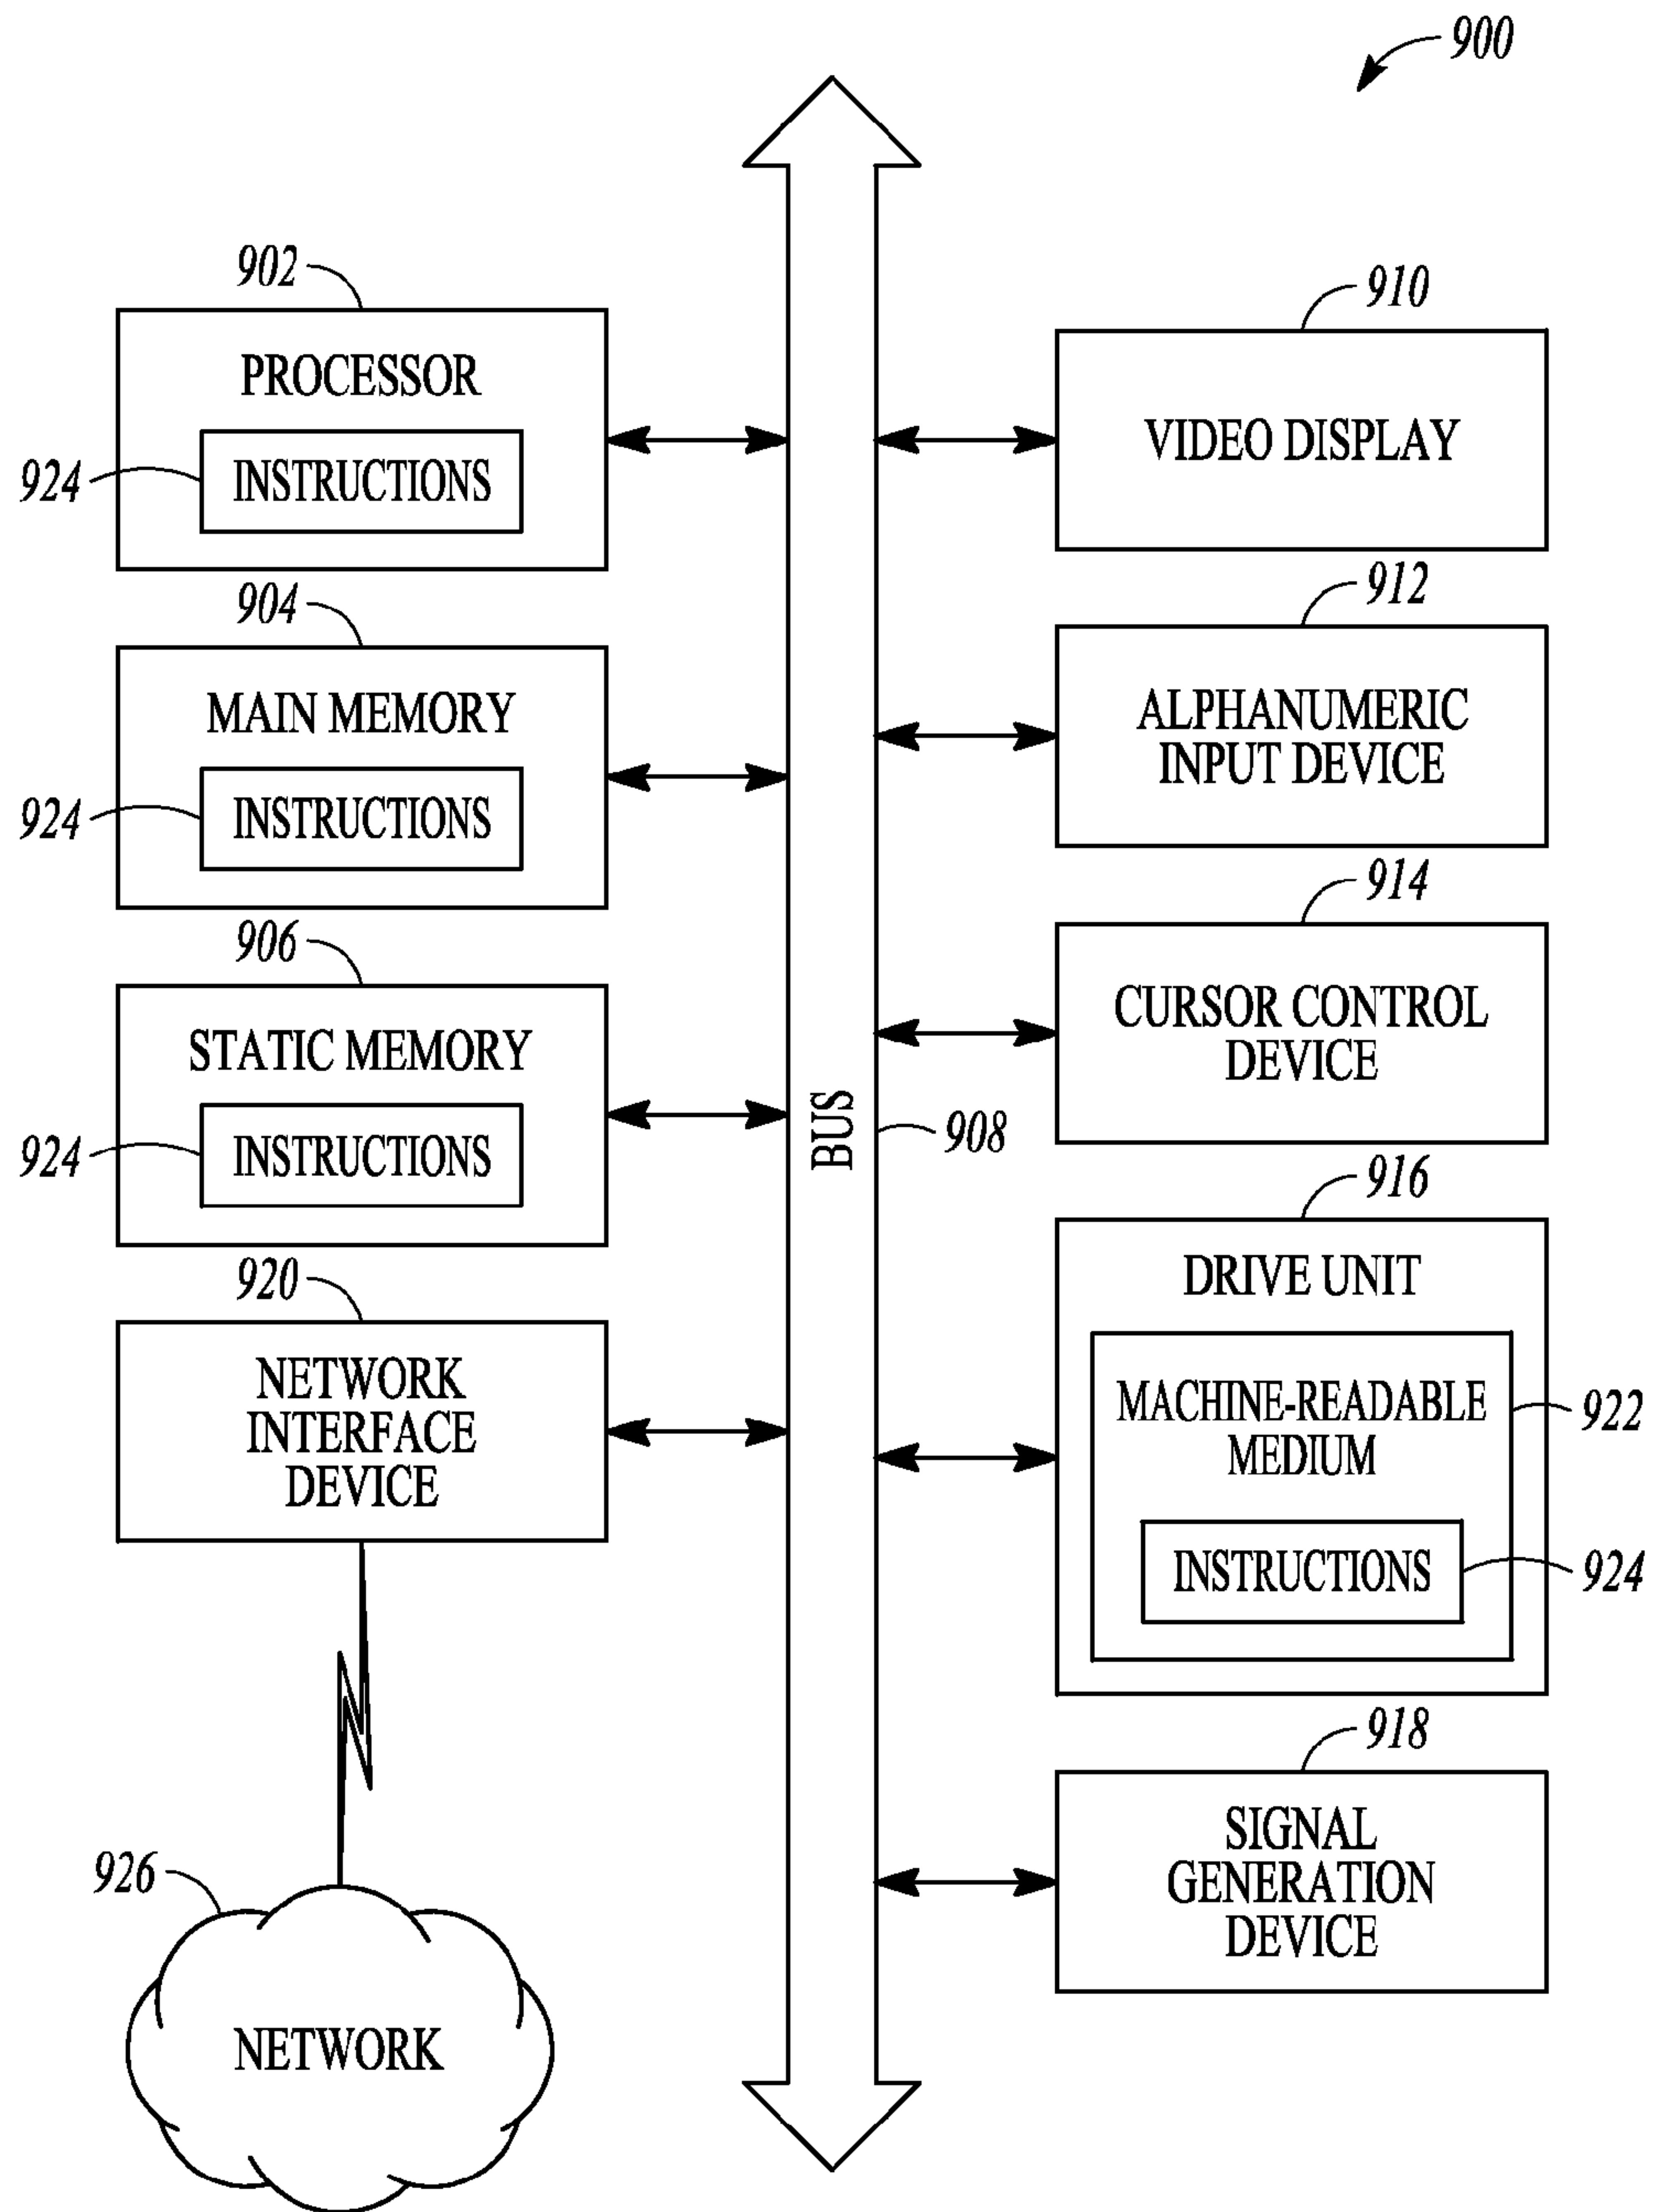 900
902
PROCESSOR
924
INSTRUCTIONS
904
MAIN MEMORY
924
INSTRUCTIONS
906
STATIC MEMORY
924
INSTRUCTIONS
920
NETWORK
INTERFACE
DEVICE
926
NETWORK
BUS
908
910
VIDEO DISPLAY
912
ALPHANUMERIC
INPUT DEVICE
914
CURSOR CONTROL
DEVICE
916
DRIVE UNIT
MACHINE-READABLE
MEDIUM
922
INSTRUCTIONS
924
918
SIGNAL
GENERATION
DEVICE